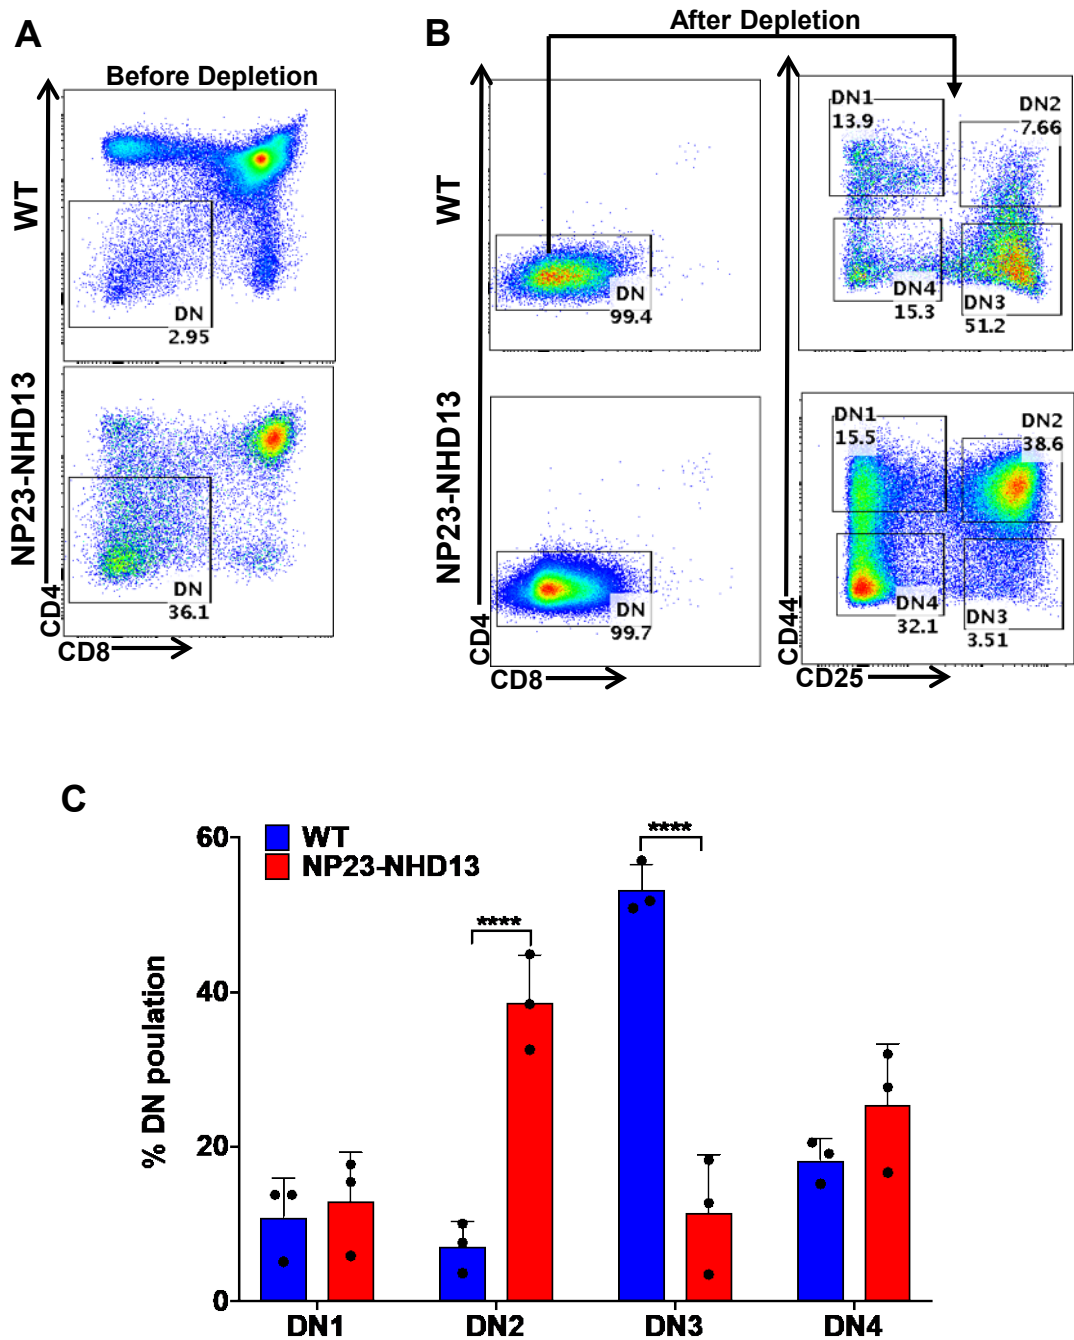 A
Before Depletion
WT
DN
2.95
NP23-NHD13
DN
36.1
CD4
CD8
B
After Depletion
WT
DN
99.4
DN1
13.9
DN2
7.66
DN4
15.3
DN3
51.2
NP23-NHD13
DN
99.7
CD4
CD8
DN1
15.5
DN2
38.6
DN4
32.1
DN3
3.51
CD44
CD25
C
WT
NP23-NHD13
% DN poulation
60
40
20
0
****
****
DN1
DN2
DN3
DN4